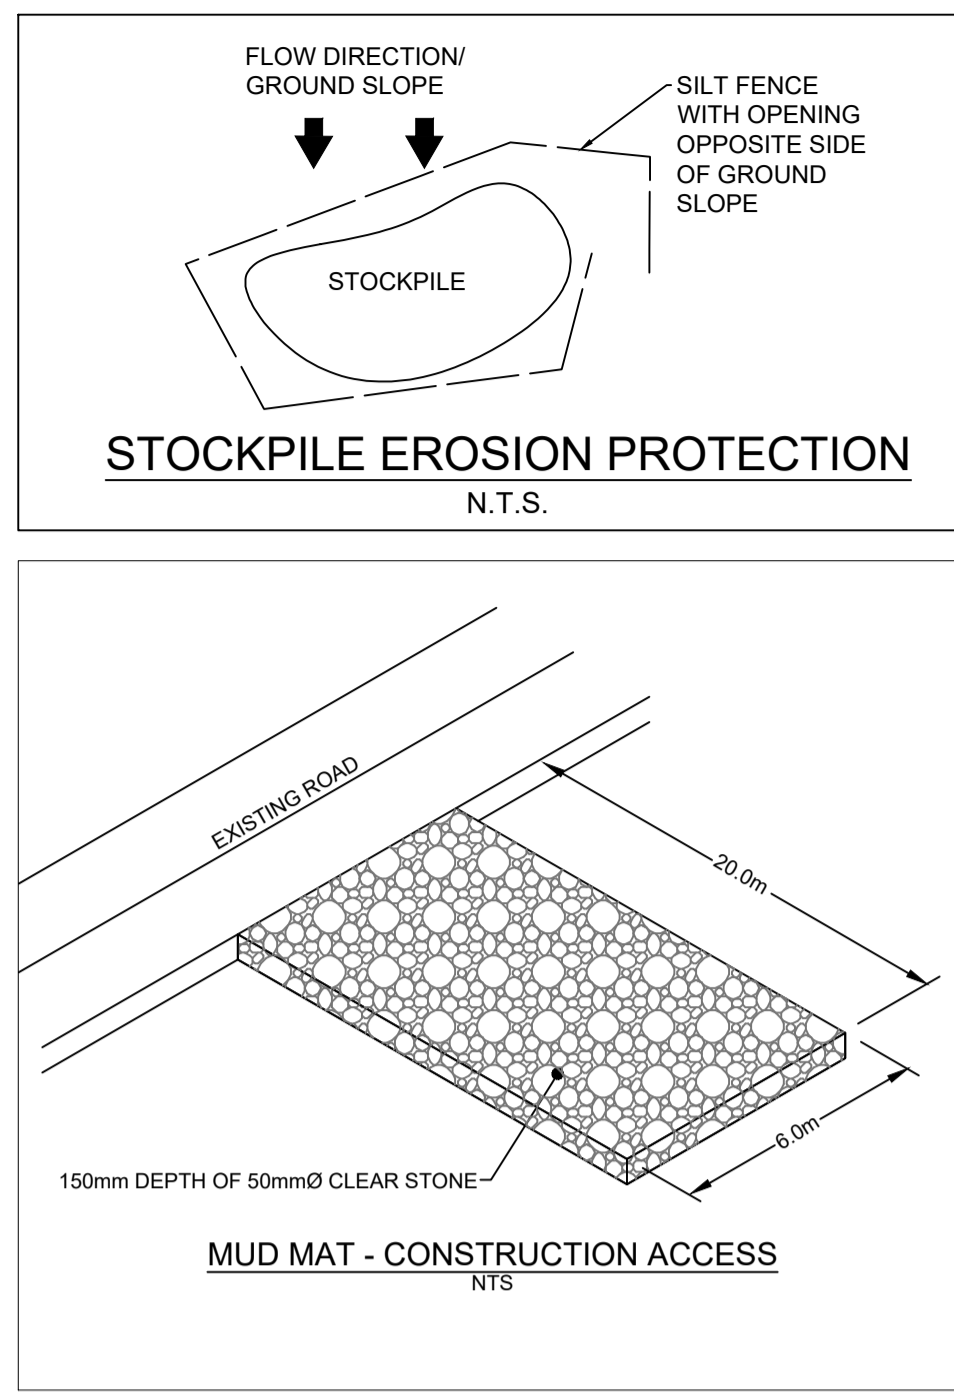 FLOW DIRECTION/
GROUND SLOPE
SILT FENCE
WITH OPENING
OPPOSITE SIDE
OF GROUND
SLOPE
STOCKPILE
STOCKPILE EROSION PROTECTION
N.T.S.
EXISTING ROAD
20.0m
6.0m
150mm DEPTH OF 50mmØ CLEAR STONE
MUD MAT - CONSTRUCTION ACCESS
NTS